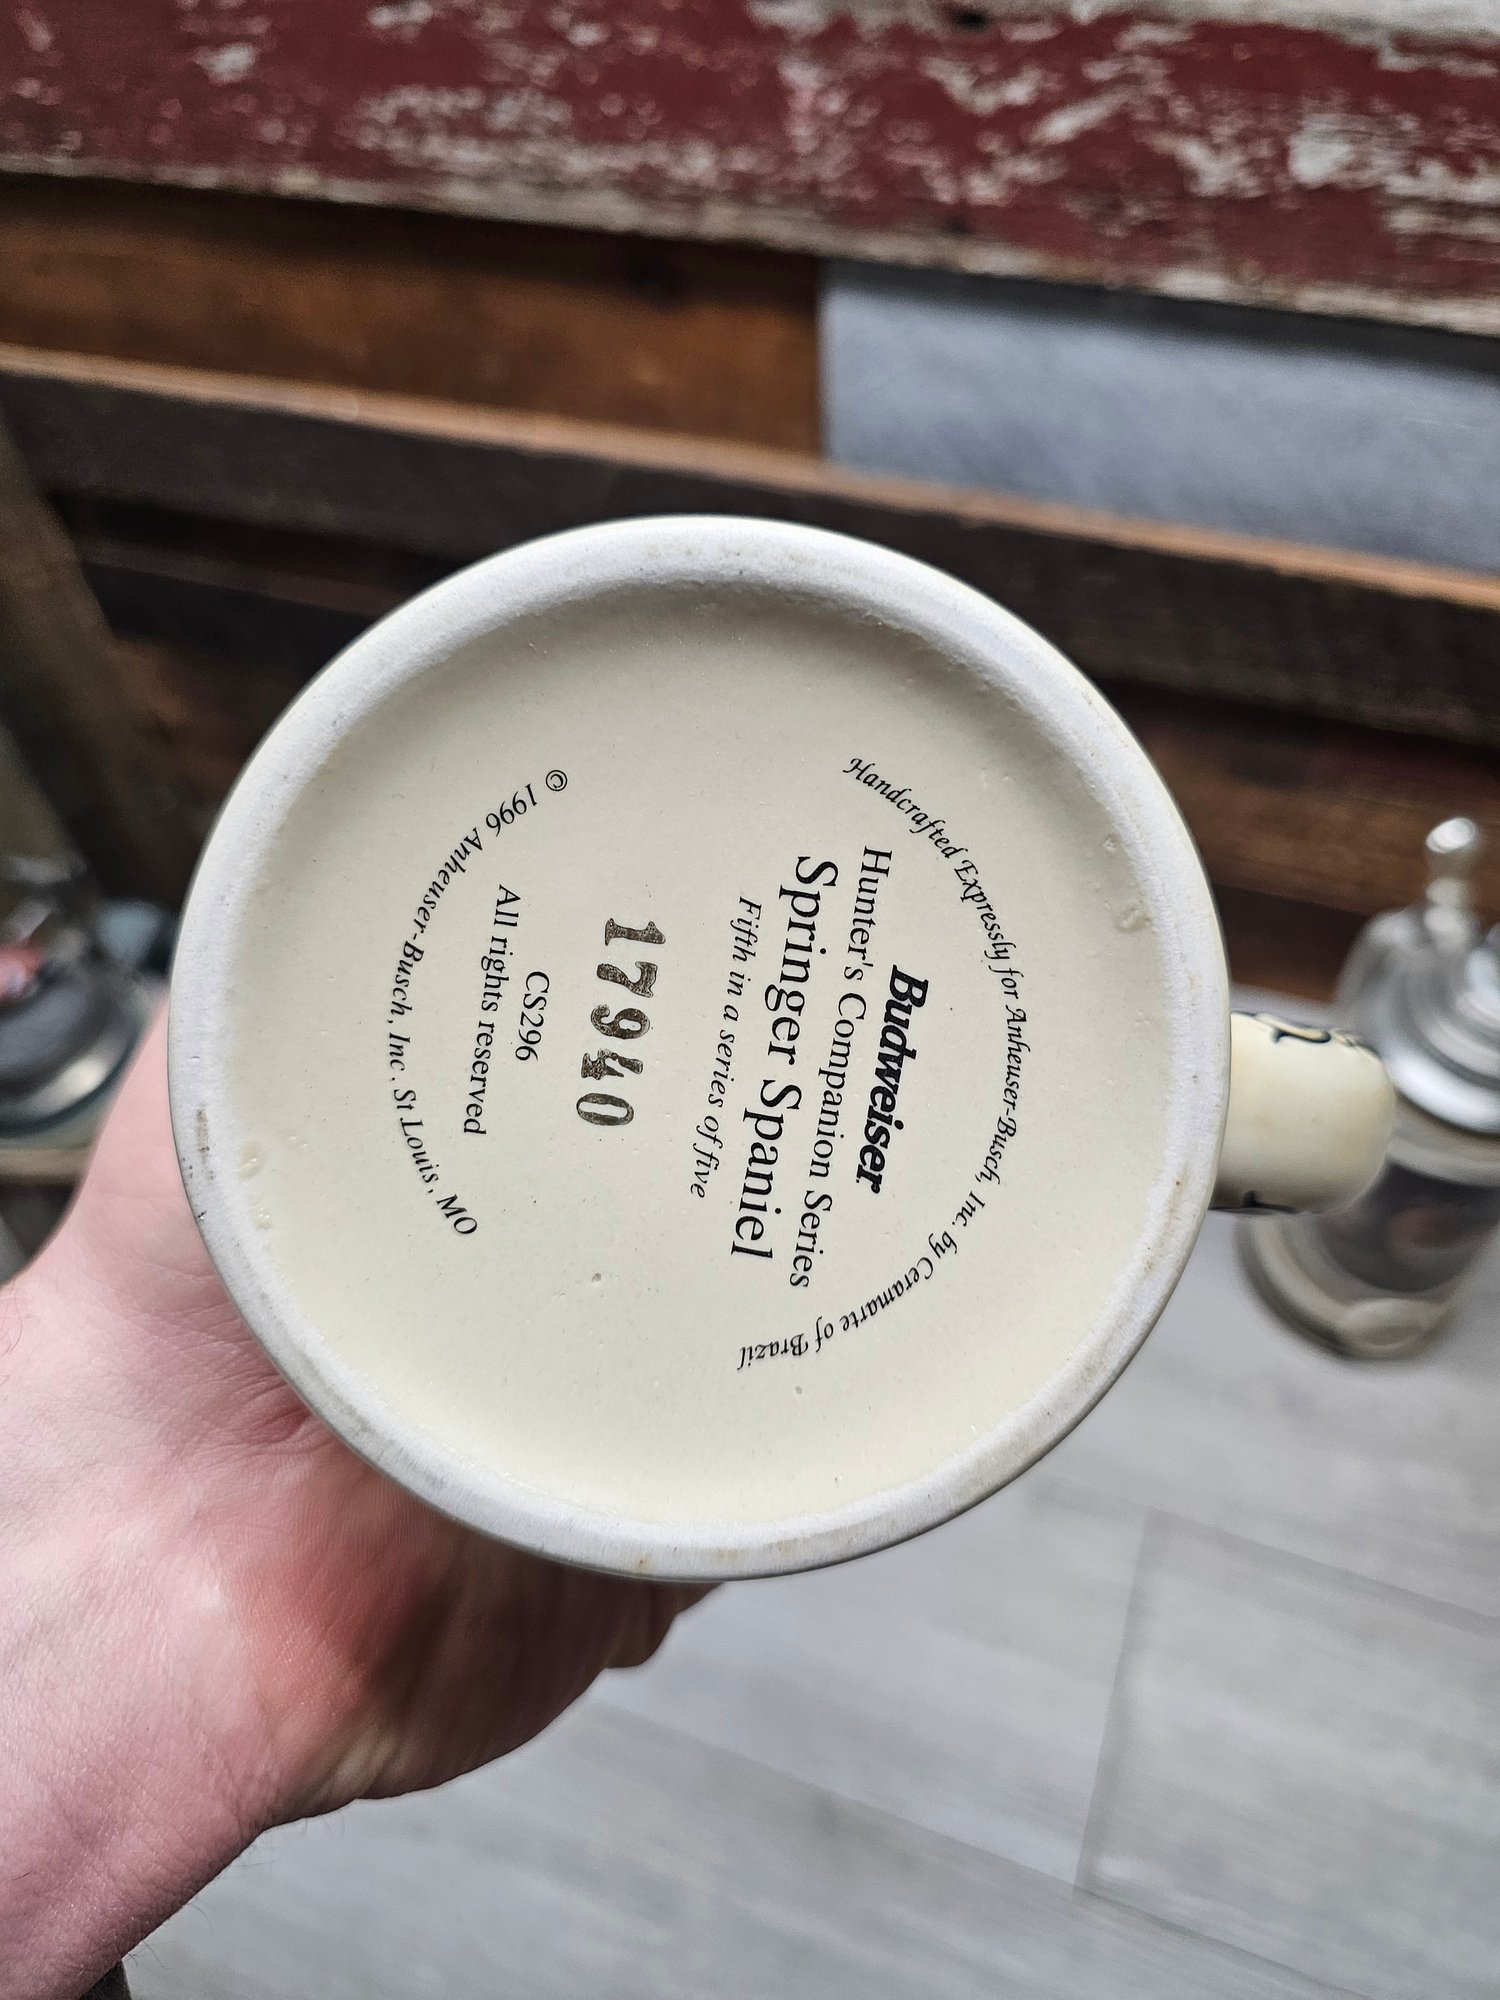 Handcrafted Expressly for Anheuser-Busch, Inc. by Ceramarte of Brazil
Budweiser
Hunter's Companion Series
Springer Spaniel
Fifth in a series of five
17940
CS296
All rights reserved
© 1996 Anheuser-Busch, Inc. St. Louis, MO